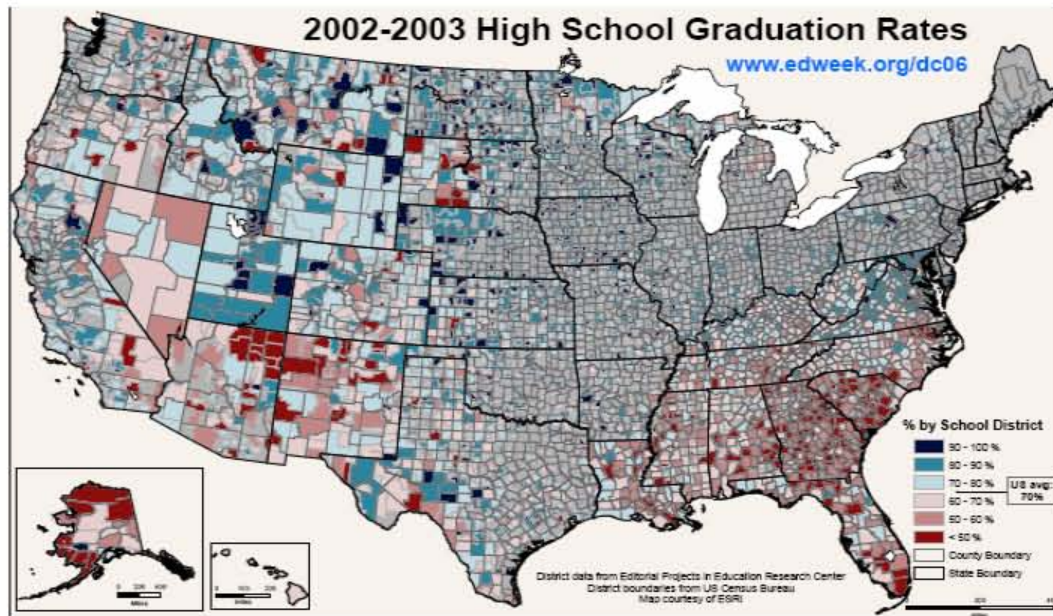 2002-2003 High School Graduation Rates
www.edweek.org/dc06
% by School District
90 - 100 %
80 - 90 %
70 - 80 %
60 - 70 %
50 - 60 %
< 50 %
US avg:
70%
County Boundary
State Boundary
District data from Editorial Projects in Education Research Center
District boundaries from US Census Bureau
Map courtesy of ESRI
Miles